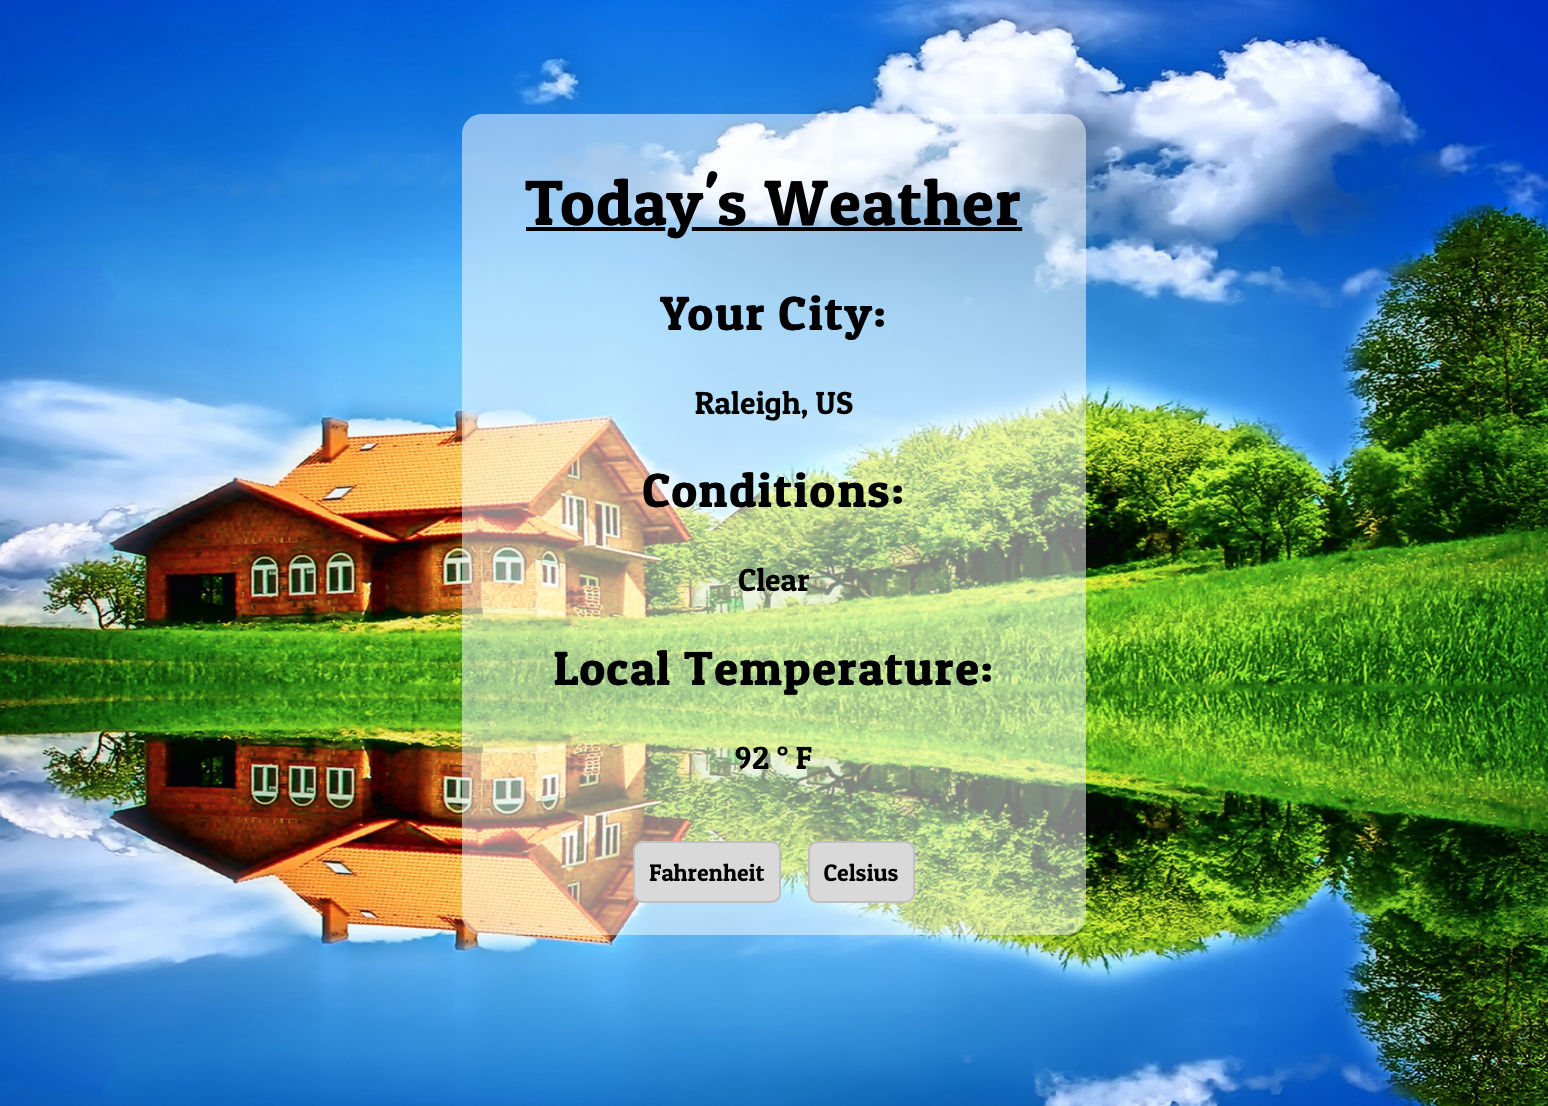 Today's Weather
Your City:
Raleigh, US
Conditions:
Clear
Local Temperature:
92 ° F
Fahrenheit
Celsius